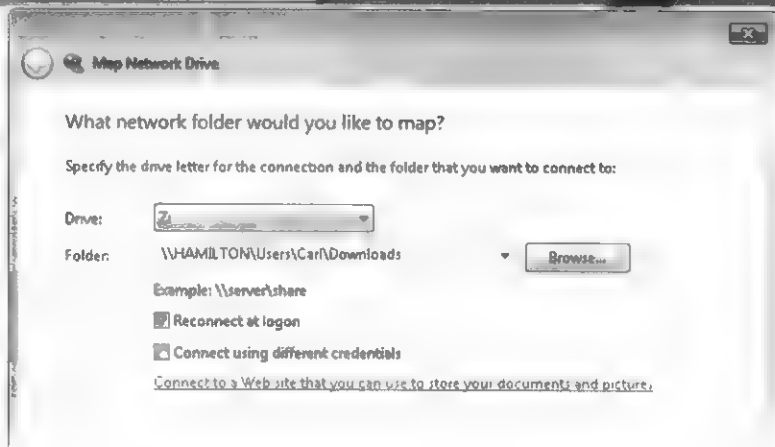 Map Network Drive
What network folder would you like to map?
Specify the drive letter for the connection and the folder that you want to connect to:
Drive: Z:
Folder: \\HAMILTON\Users\Carl\Downloads Browse...
Example: \\server\share
Reconnect at logon
Connect using different credentials
Connect to a Web site that you can use to store your documents and pictures.